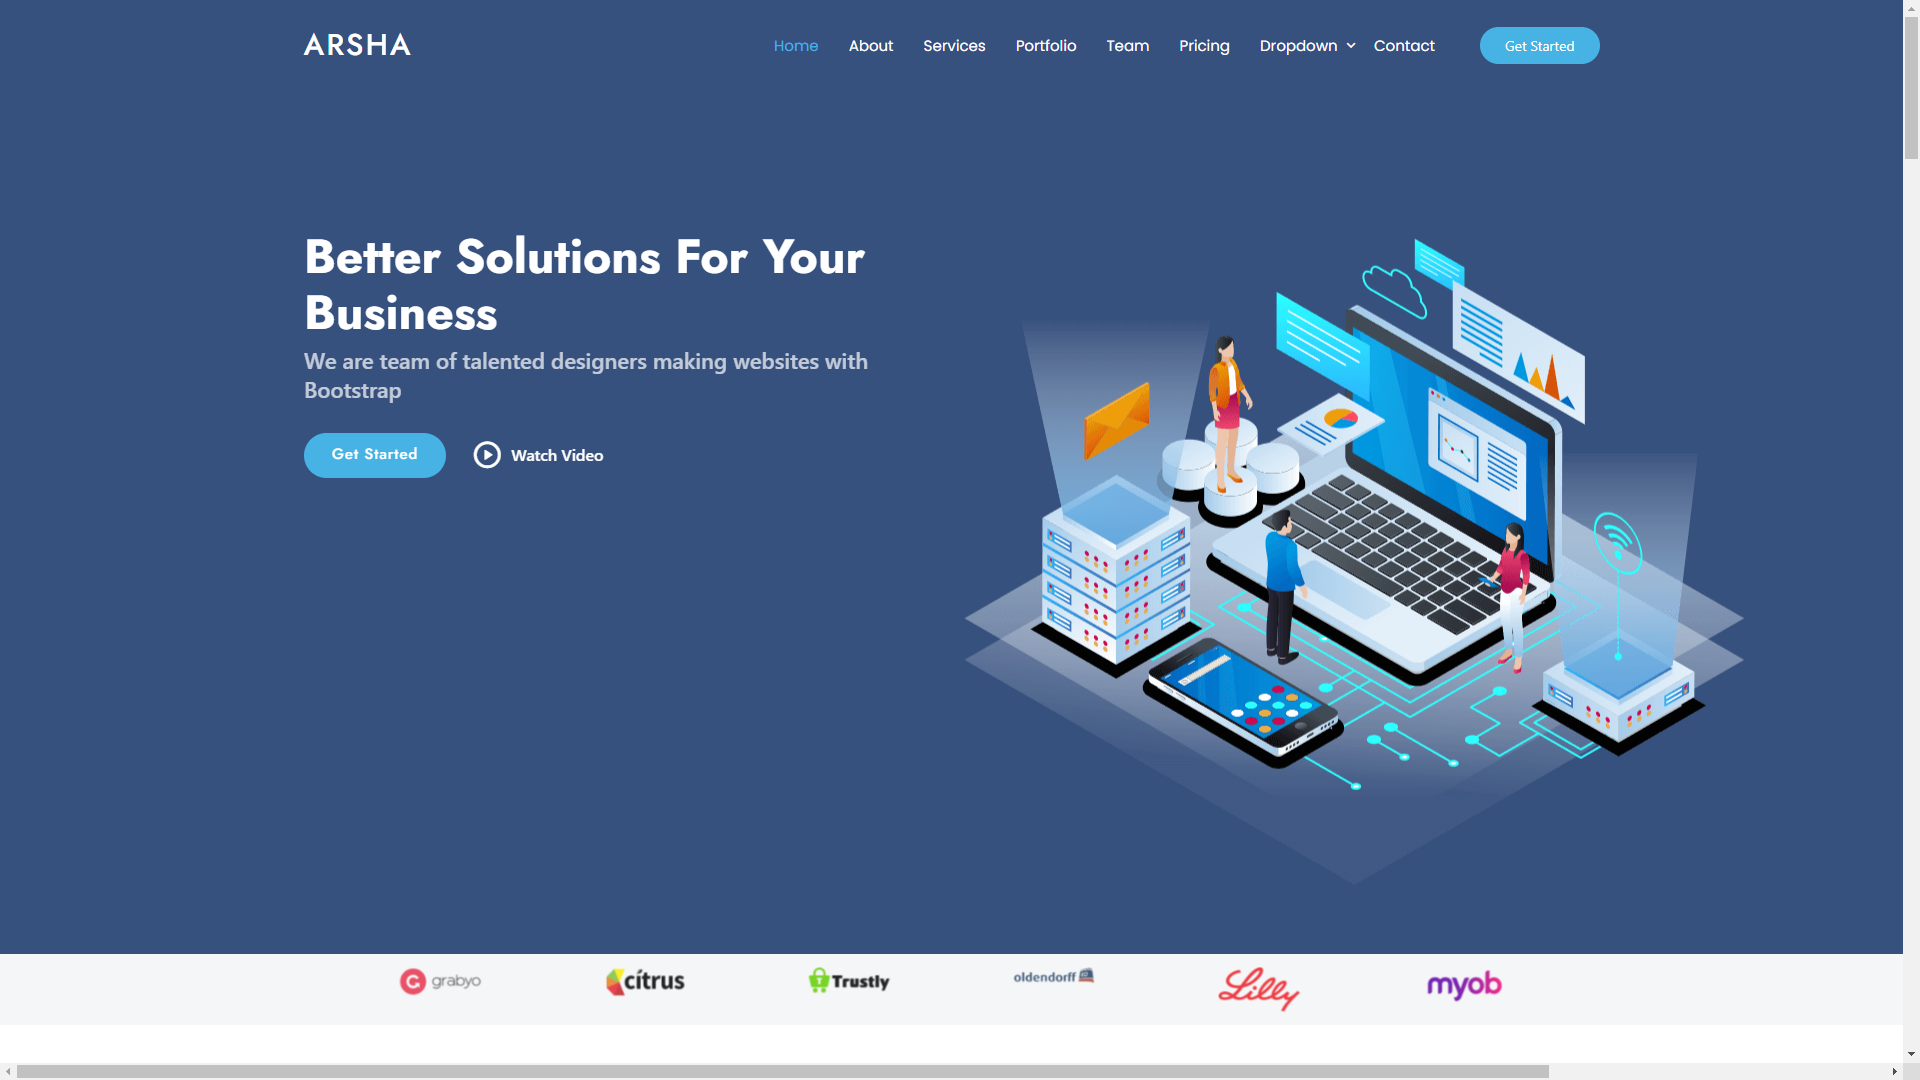 ARSHA
Home About Services Portfolio Team Pricing Dropdown Contact Get Started
Better Solutions For Your
Business
We are team of talented designers making websites with
Bootstrap
Get Started Watch Video
grabyo cítrus Trustly oldendorff Lilly myob